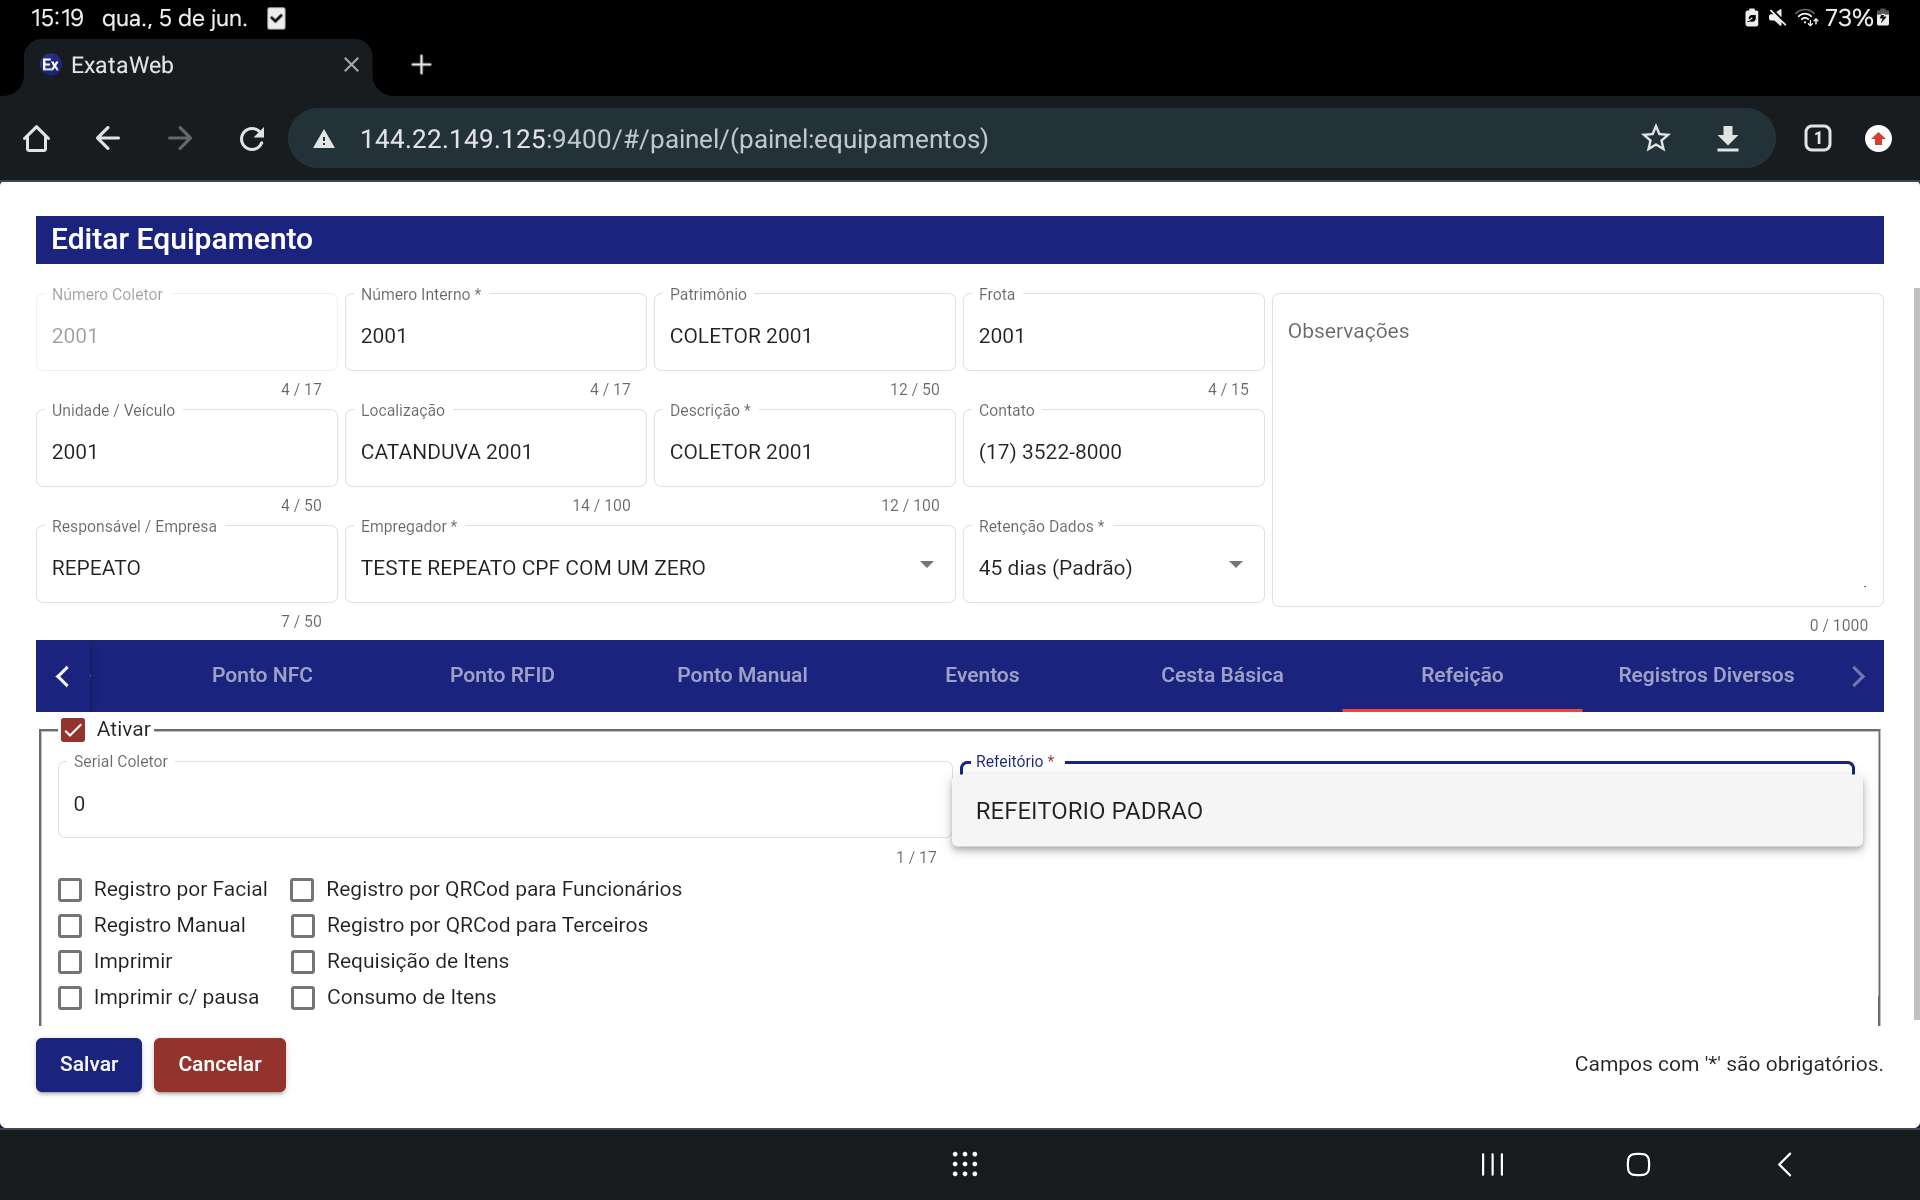 15:19 qua., 5 de jun.
73%
Ex ExataWeb
144.22.149.125:9400/#/painel/(painel:equipamentos)
1
Editar Equipamento
Número Coletor
2001
4 / 17
Número Interno *
2001
4 / 17
Patrimônio
COLETOR 2001
12 / 50
Frota
2001
4 / 15
Observações
0 / 1000
Unidade / Veículo
2001
4 / 50
Localização
CATANDUVA 2001
14 / 100
Descrição *
COLETOR 2001
12 / 100
Contato
(17) 3522-8000
Responsável / Empresa
REPEATO
7 / 50
Empregador *
TESTE REPEATO CPF COM UM ZERO
Retenção Dados *
45 dias (Padrão)
Ponto NFC Ponto RFID Ponto Manual Eventos Cesta Básica Refeição Registros Diversos
Ativar
Serial Coletor
0
1 / 17
Refeitório *
REFEITORIO PADRAO
Registro por Facial
Registro por QRCod para Funcionários
Registro Manual
Registro por QRCod para Terceiros
Imprimir
Requisição de Itens
Imprimir c/ pausa
Consumo de Itens
Salvar
Cancelar
Campos com '*' são obrigatórios.